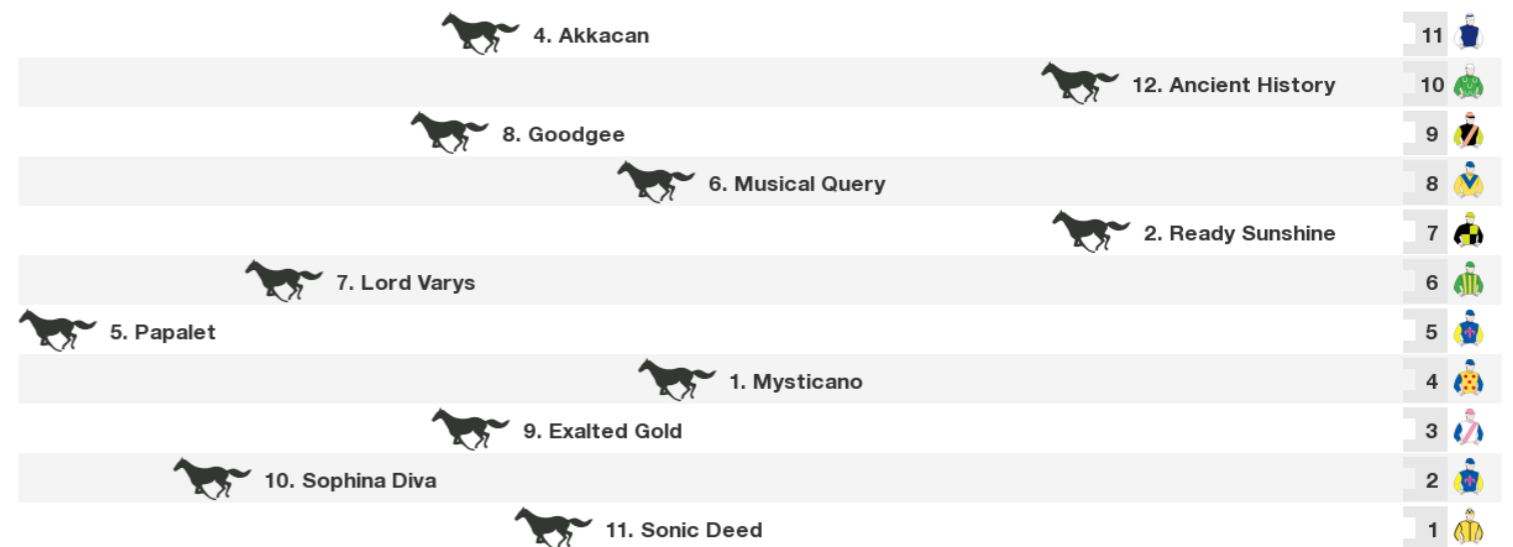 4. Akkacan 11
12. Ancient History 10
8. Goodgee 9
6. Musical Query 8
2. Ready Sunshine 7
7. Lord Varys 6
5. Papalet 5
1. Mysticano 4
9. Exalted Gold 3
10. Sophina Diva 2
11. Sonic Deed 1